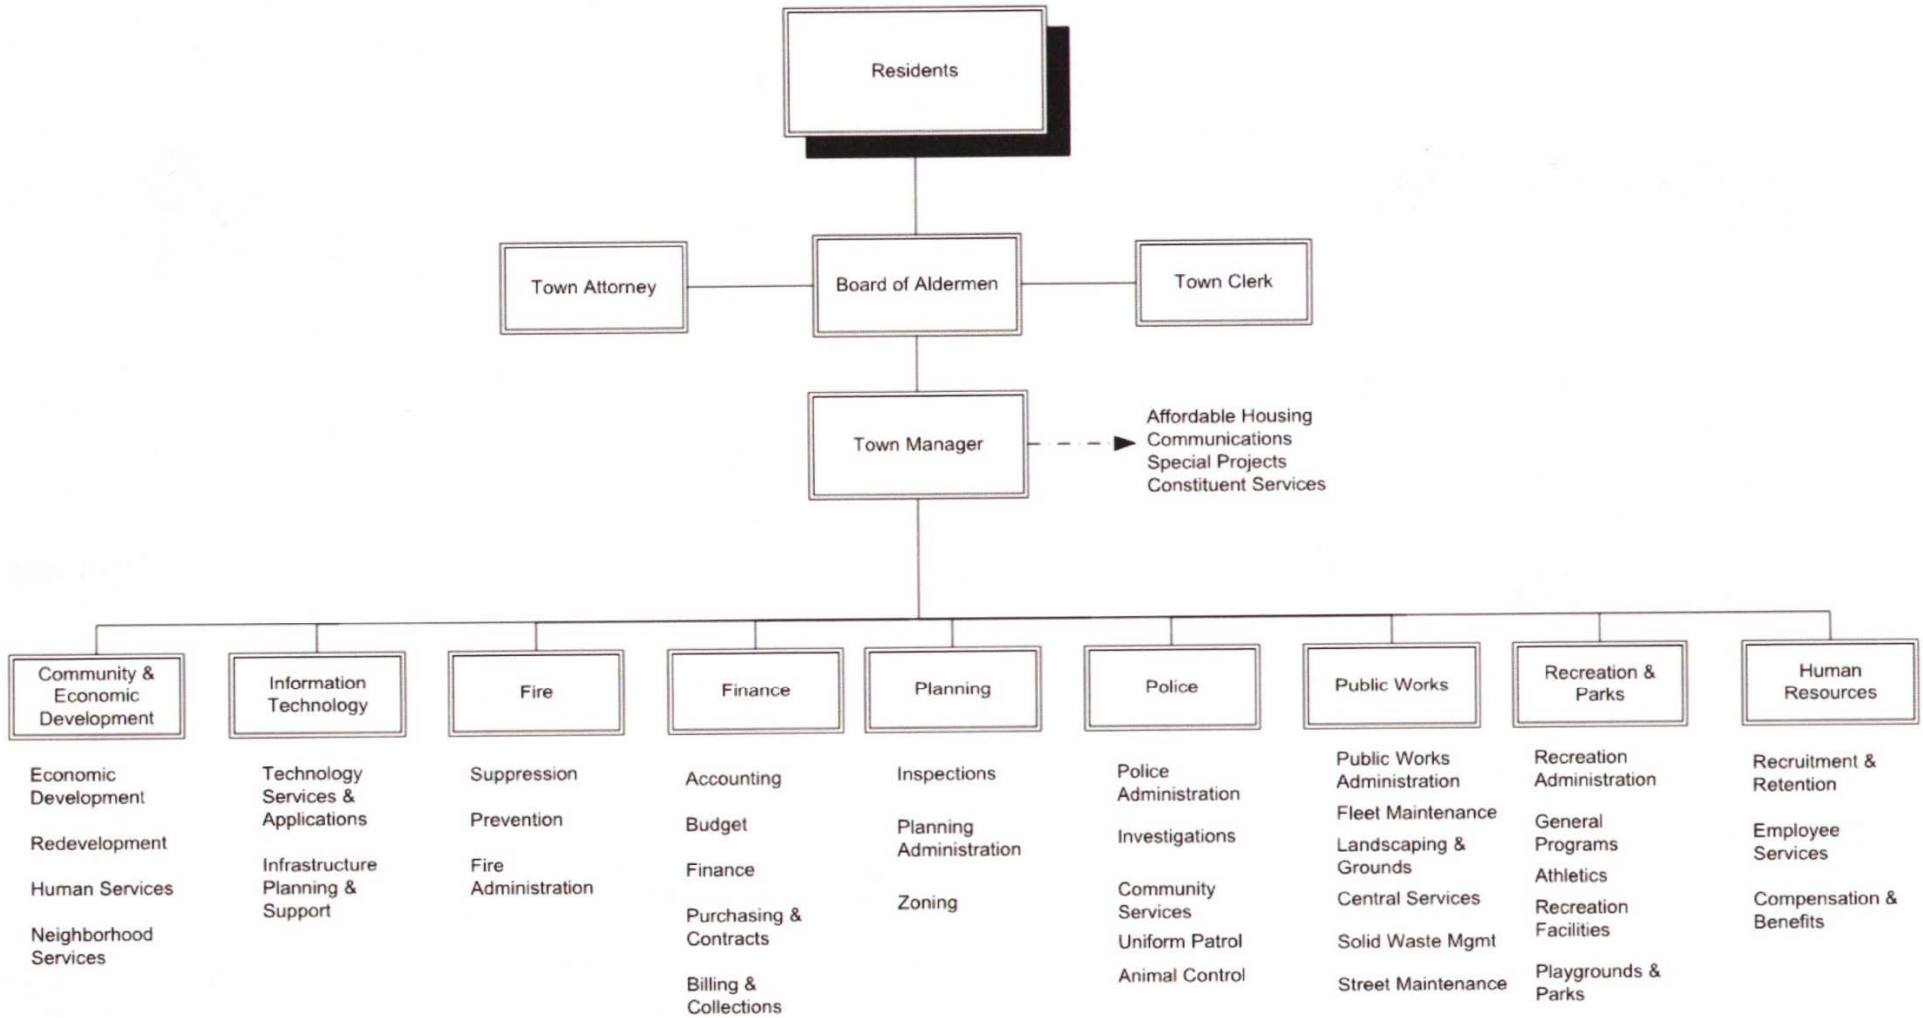 Residents
Town Attorney
Board of Aldermen
Town Clerk
Town Manager
Affordable Housing
Communications
Special Projects
Constituent Services
Community &
Economic
Development
Information
Technology
Fire
Finance
Planning
Police
Public Works
Recreation &
Parks
Human
Resources
Economic
Development
Redevelopment
Human Services
Neighborhood
Services
Technology
Services &
Applications
Infrastructure
Planning &
Support
Suppression
Prevention
Fire
Administration
Accounting
Budget
Finance
Purchasing &
Contracts
Billing &
Collections
Inspections
Planning
Administration
Zoning
Police
Administration
Investigations
Community
Services
Uniform Patrol
Animal Control
Public Works
Administration
Fleet Maintenance
Landscaping &
Grounds
Central Services
Solid Waste Mgmt
Street Maintenance
Recreation
Administration
General
Programs
Athletics
Recreation
Facilities
Playgrounds &
Parks
Recruitment &
Retention
Employee
Services
Compensation &
Benefits